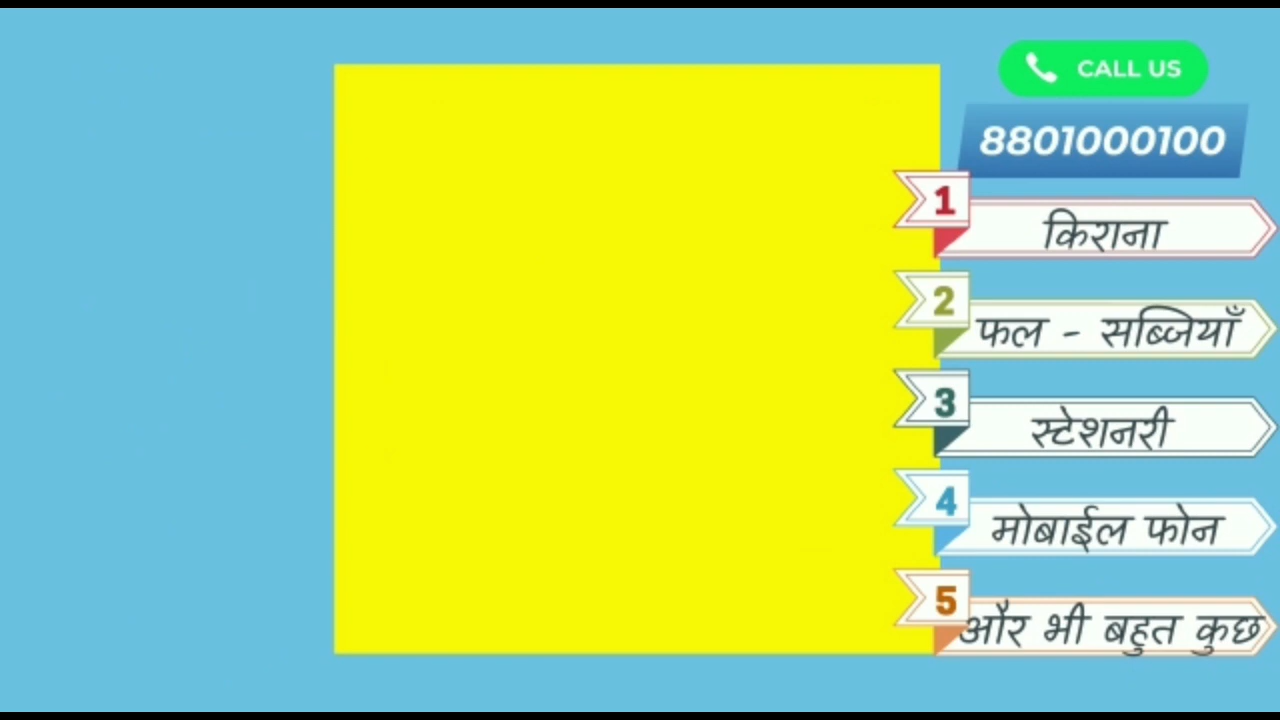 CALL US
8801000100
1 किराना
2 फल - सब्जियाँ
3 स्टेशनरी
4 मोबाईल फोन
5 और भी बहुत कुछ